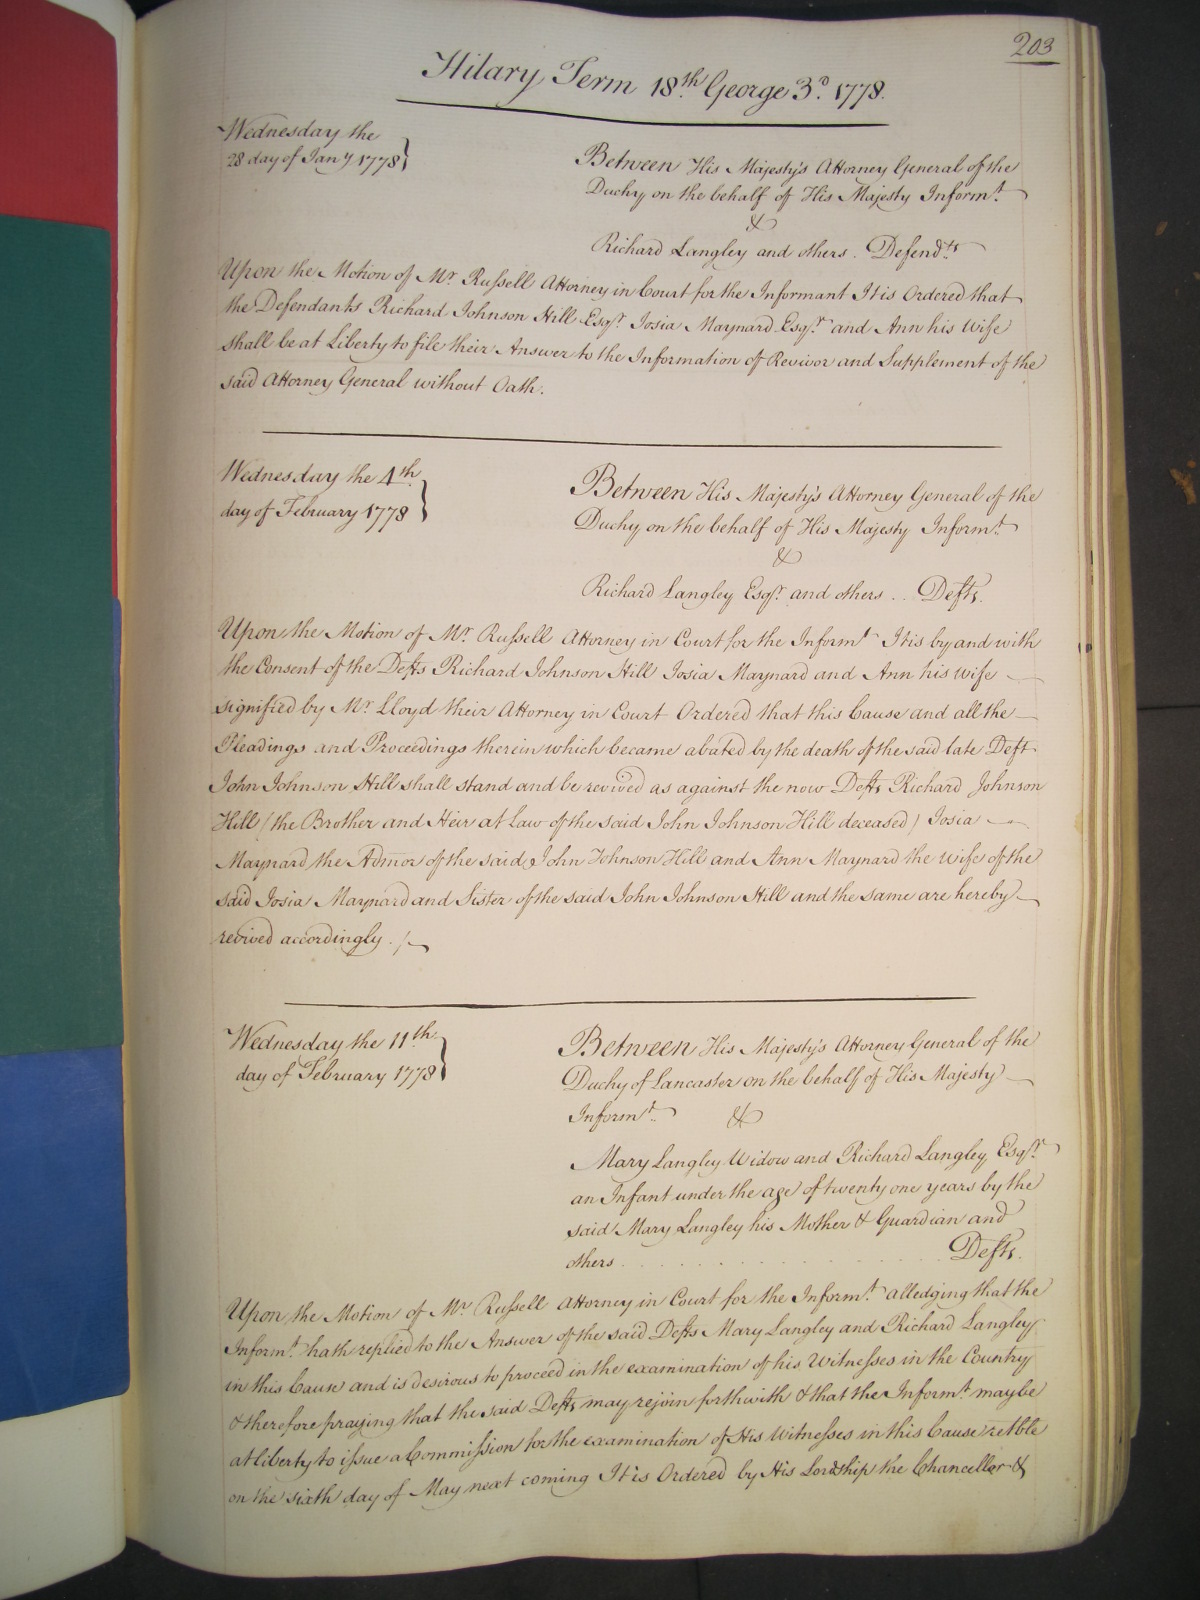 203
Hilary Term 18th George 3d. 1778.
Wednesday the
28 day of Jany 1778
Between His Majesty's Attorney General of the
Duchy on the behalf of His Majesty Informt.
&
Richard Langley and others. Defendts
Upon the Motion of Mr Russell Attorney in Court for the Informant It is Ordered that
the Defendants Richard Johnson Hill Esqr. Josia Maynard Esqr. and Ann his Wife
shall be at Liberty to file their Answer to the Information of Revivor and Supplement of the
said Attorney General without Oath.
Wednesday the 4th.
day of February 1778
Between His Majesty's Attorney General of the
Duchy on the behalf of His Majesty Informt.
&
Richard Langley Esqr. and others .. Defts.
Upon the Motion of Mr. Russell Attorney in Court for the Informt It is by and with
the Consent of the Defts Richard Johnson Hill Josia Maynard and Ann his Wife
signified by Mr Lloyd their Attorney in Court Ordered that this Cause and all the
Pleadings and Proceedings therein which became abated by the death of the said late Deft
John Johnson Hill shall stand and be revived as against the now Defts Richard Johnson
Hill (the Brother and Heir at Law of the said John Johnson Hill deceased) Josia
Maynard the Admor of the said John Johnson Hill and Ann Maynard the Wife of the
said Josia Maynard and Sister of the said John Johnson Hill and the same are hereby
revived accordingly. /
Wednesday the 11th.
day of February 1778
Between His Majesty's Attorney General of the
Duchy of Lancaster on the behalf of His Majesty
Informt. &
Mary Langley Widow and Richard Langley Esqr.
an Infant under the age of twenty one years by the
said Mary Langley his Mother & Guardian and
others . . . . . . . . Defts.
Upon the Motion of Mr Russell Attorney in Court for the Informt. alledging that the
Informt. hath replied to the Answer of the said Defts Mary Langley and Richard Langley
in this Cause and is desirous to proceed in the examination of his Witnesses in the Country
& therefore praying that the said Defts may rejoin forthwith & that the Informt may be
at liberty to issue a Commission for the examination of His Witnesses in this Cause retble
on the sixth day of May next coming It is Ordered by His Lordship the Chancellor &